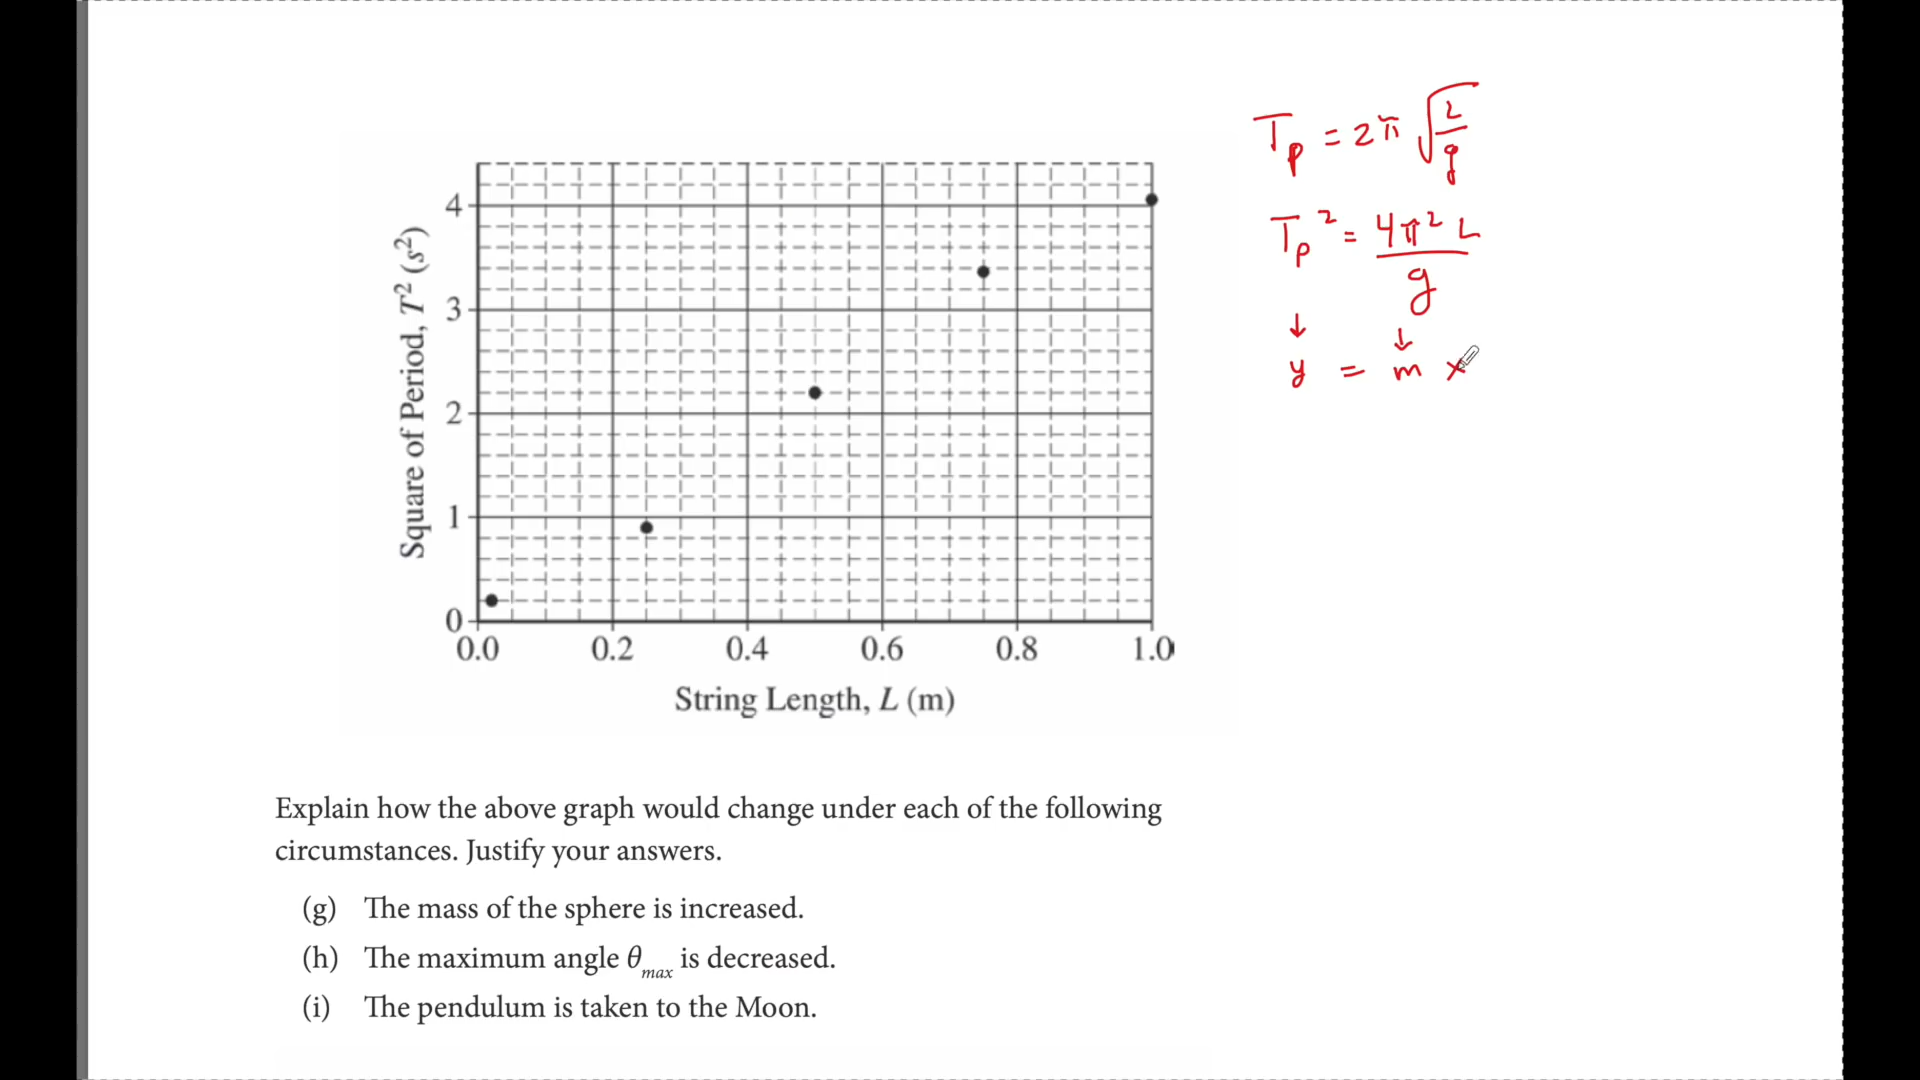 T_p = 2π √(L/g)
T_p² = 4π² L / g
↓ ↓
y = m x
Square of Period, T² (s²)
4
3
2
1
0
0.0 0.2 0.4 0.6 0.8 1.0
String Length, L (m)
Explain how the above graph would change under each of the following
circumstances. Justify your answers.
(g) The mass of the sphere is increased.
(h) The maximum angle θmax is decreased.
(i) The pendulum is taken to the Moon.